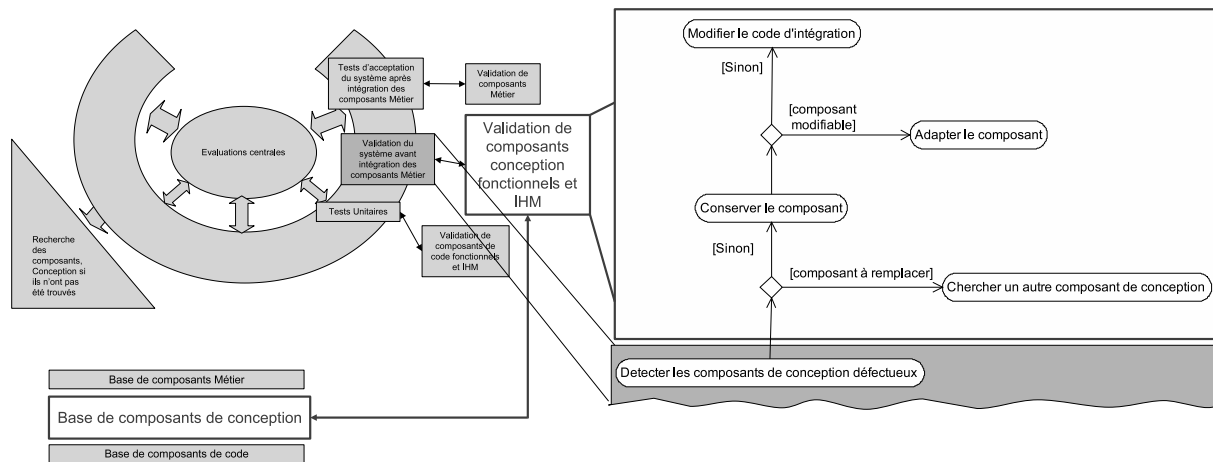 Modifier le code d'intégration
[Sinon]
[composant
modifiable]
Adapter le composant
Conserver le composant
[Sinon]
[composant à remplacer]
Chercher un autre composant de conception
Detecter les composants de conception défectueux
Tests d'acceptation
du système après
intégration des
composants Métier
Validation de
composants
Métier
Evaluations centrales
Validation du
système avant
intégration des
composants Métier
Validation de
composants
conception
fonctionnels et
IHM
Tests Unitaires
Validation de
composants de
code fonctionnels
et IHM
Recherche
des
composants,
Conception si
ils n'ont pas
été trouvés
Base de composants Métier
Base de composants de conception
Base de composants de code